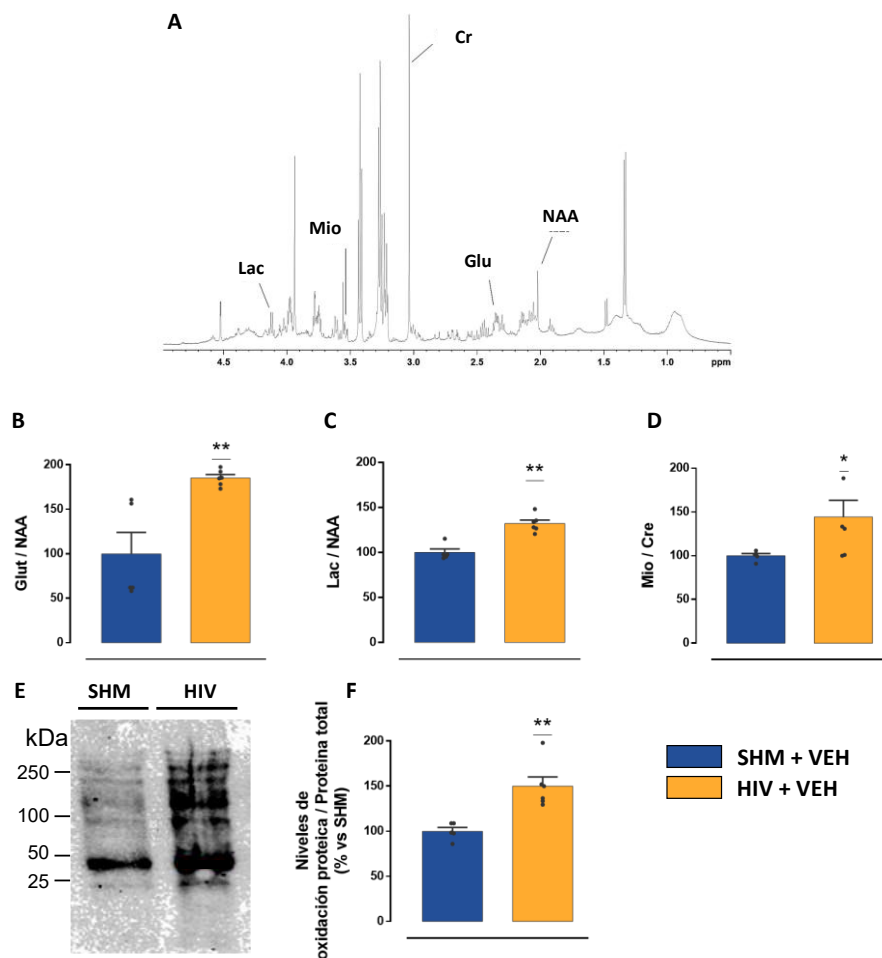 A
Cr
Mio
NAA
Lac
Glu
4.5 4.0 3.5 3.0 2.5 2.0 1.5 1.0 ppm
B
**
Glut / NAA
200
150
100
50
0
C
**
Lac / NAA
200
150
100
50
0
D
*
Mio / Cre
200
150
100
50
0
E
SHM HIV
kDa
250
100
50
25
F
**
Niveles de
oxidación proteica / Proteina total
(% vs SHM)
200
150
100
50
0
SHM + VEH
HIV + VEH